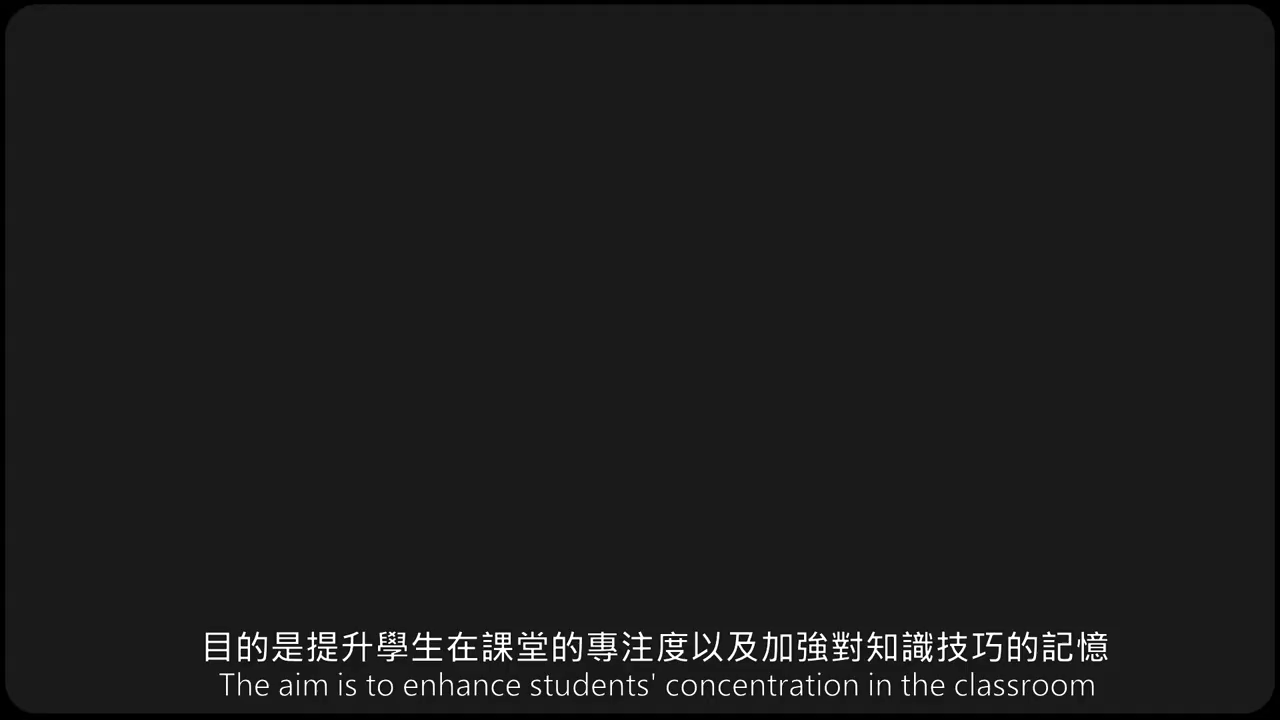 目的是提升學生在課堂的專注度以及加強對知識技巧的記憶
The aim is to enhance students' concentration in the classroom